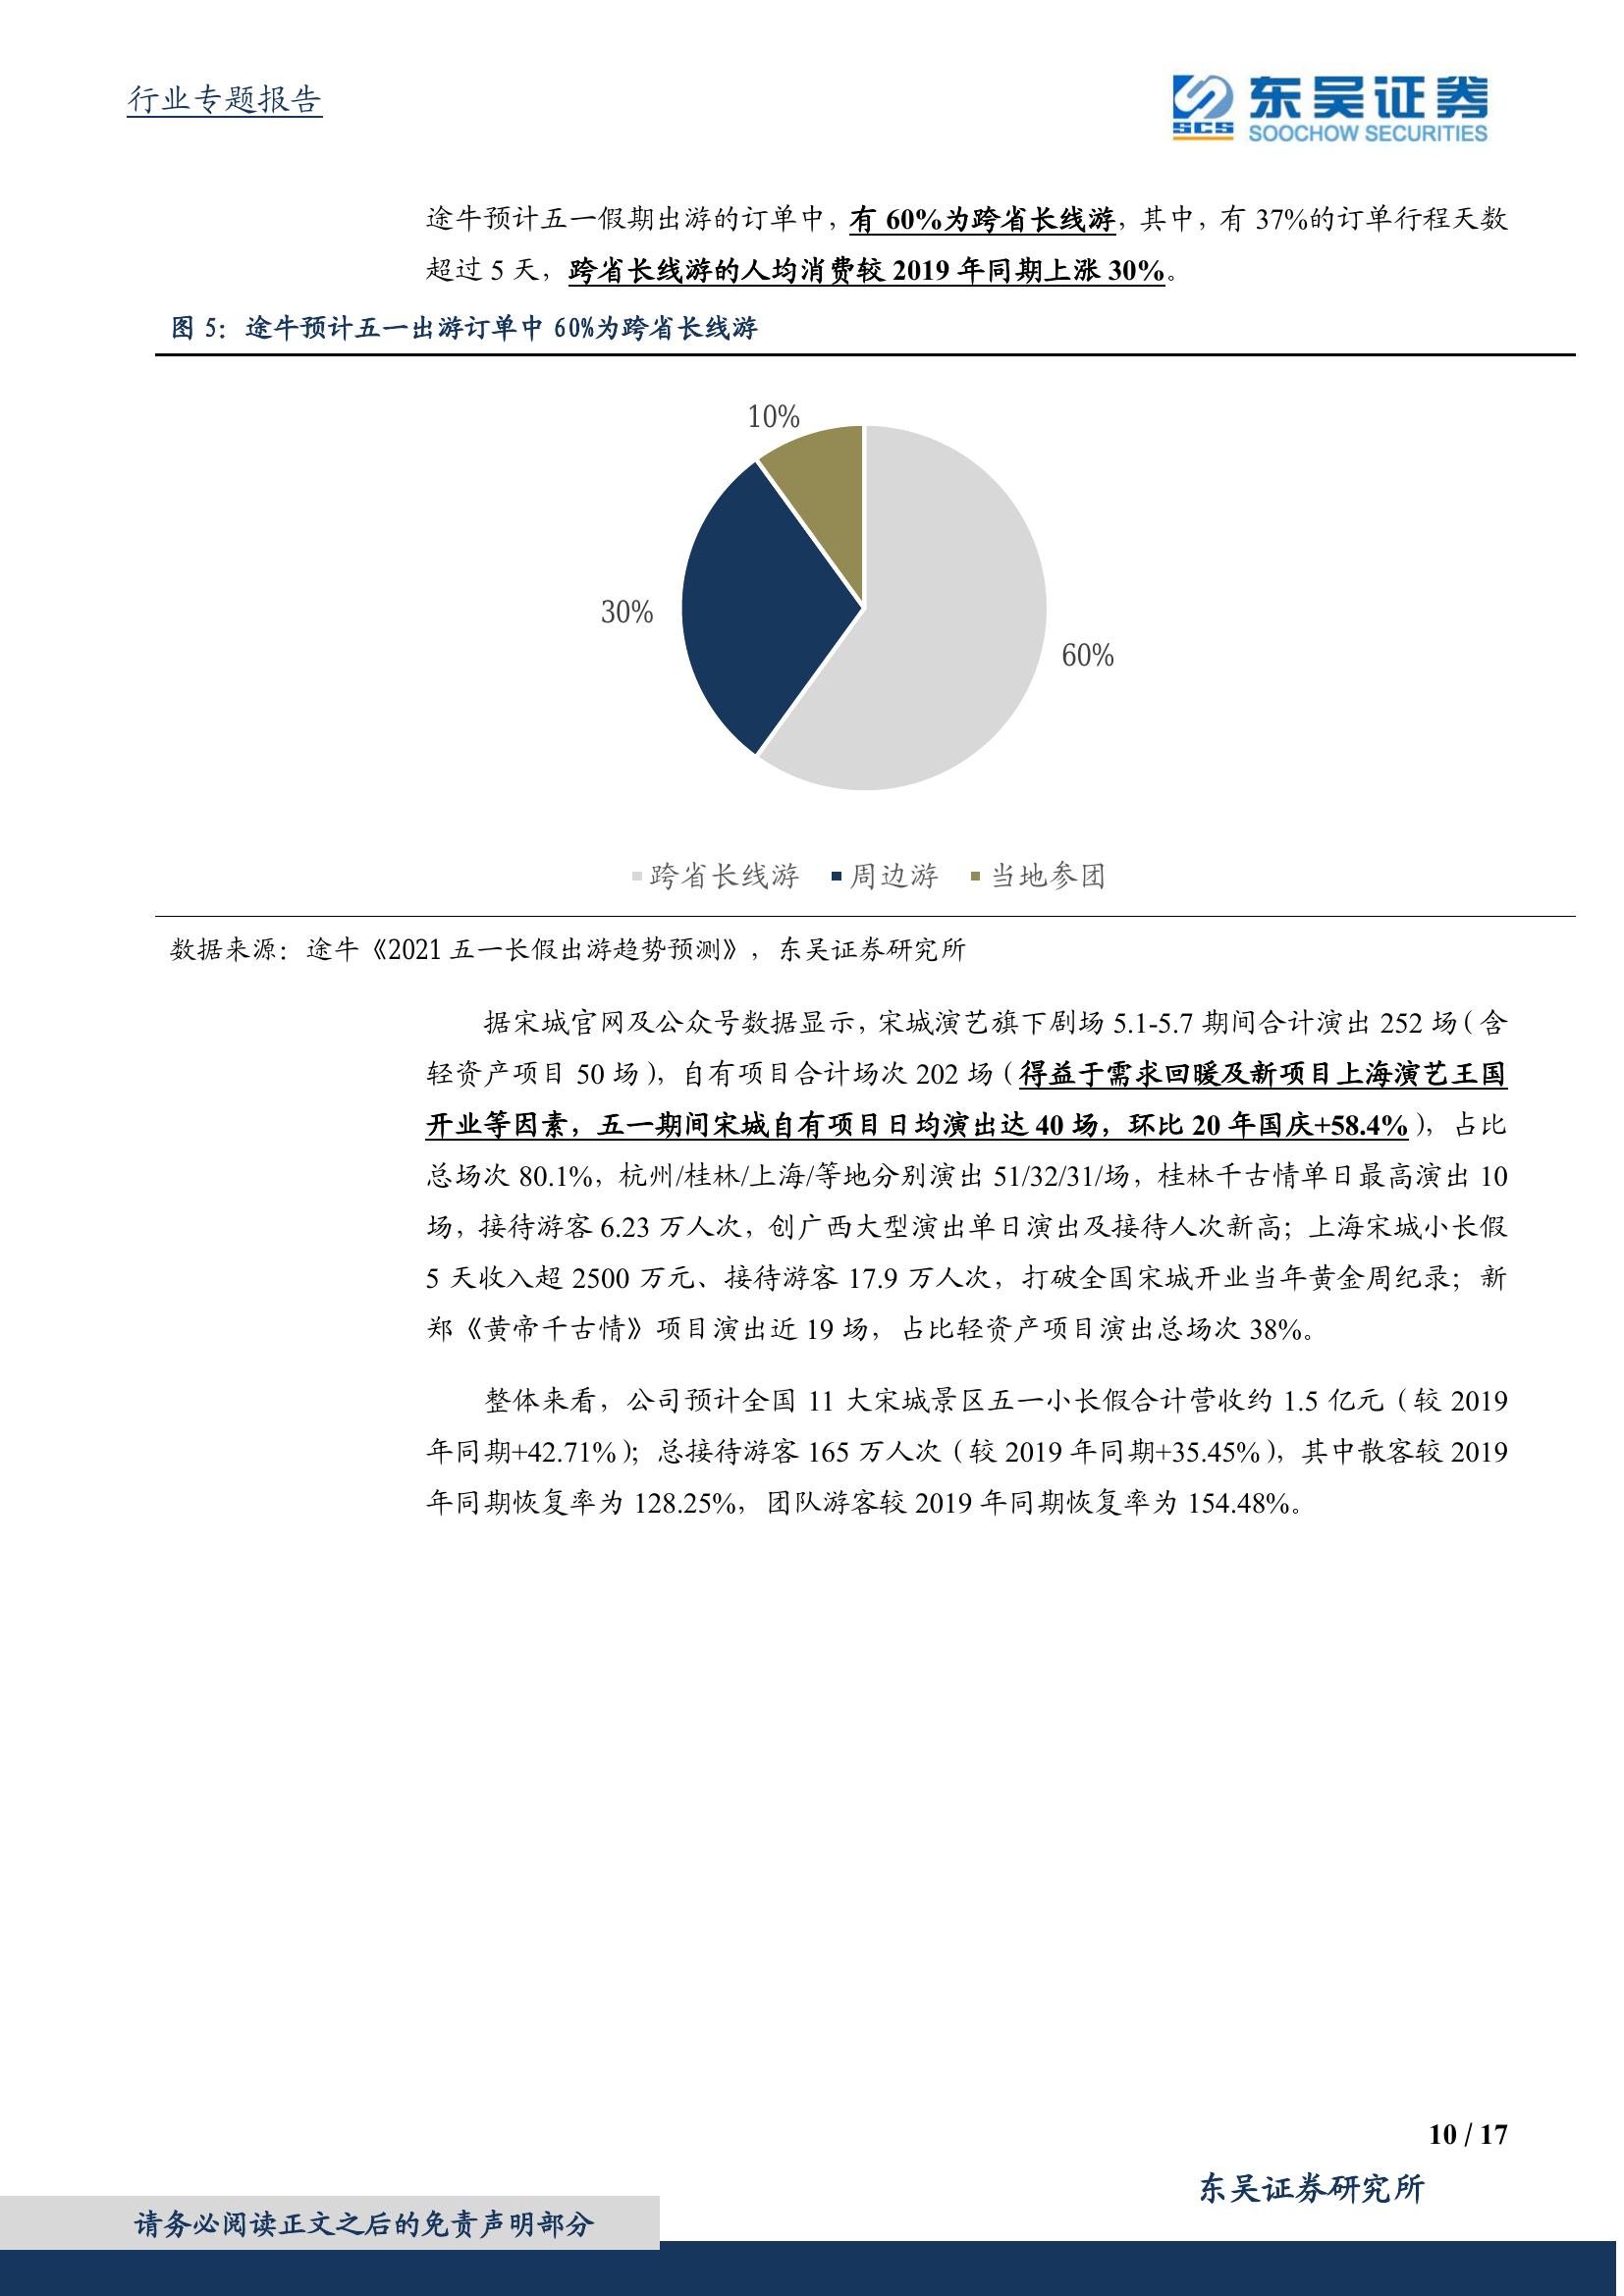 行业专题报告
东吴证券
SCS
SOOCHOW SECURITIES
途牛预计五一假期出游的订单中，有 60%为跨省长线游，其中，有 37%的订单行程天数
超过 5 天，跨省长线游的人均消费较 2019 年同期上涨 30%。
图 5：途牛预计五一出游订单中 60%为跨省长线游
10%
30%
60%
跨省长线游 周边游 当地参团
数据来源：途牛《2021 五一长假出游趋势预测》，东吴证券研究所
据宋城官网及公众号数据显示，宋城演艺旗下剧场 5.1-5.7 期间合计演出 252 场（含
轻资产项目 50 场），自有项目合计场次 202 场（得益于需求回暖及新项目上海演艺王国
开业等因素，五一期间宋城自有项目日均演出达 40 场，环比 20 年国庆+58.4%），占比
总场次 80.1%，杭州/桂林/上海/等地分别演出 51/32/31/场，桂林千古情单日最高演出 10
场，接待游客 6.23 万人次，创广西大型演出单日演出及接待人次新高；上海宋城小长假
5 天收入超 2500 万元、接待游客 17.9 万人次，打破全国宋城开业当年黄金周纪录；新
郑《黄帝千古情》项目演出近 19 场，占比轻资产项目演出总场次 38%。
整体来看，公司预计全国 11 大宋城景区五一小长假合计营收约 1.5 亿元（较 2019
年同期+42.71%）；总接待游客 165 万人次（较 2019 年同期+35.45%），其中散客较 2019
年同期恢复率为 128.25%，团队游客较 2019 年同期恢复率为 154.48%。
10 / 17
东吴证券研究所
请务必阅读正文之后的免责声明部分